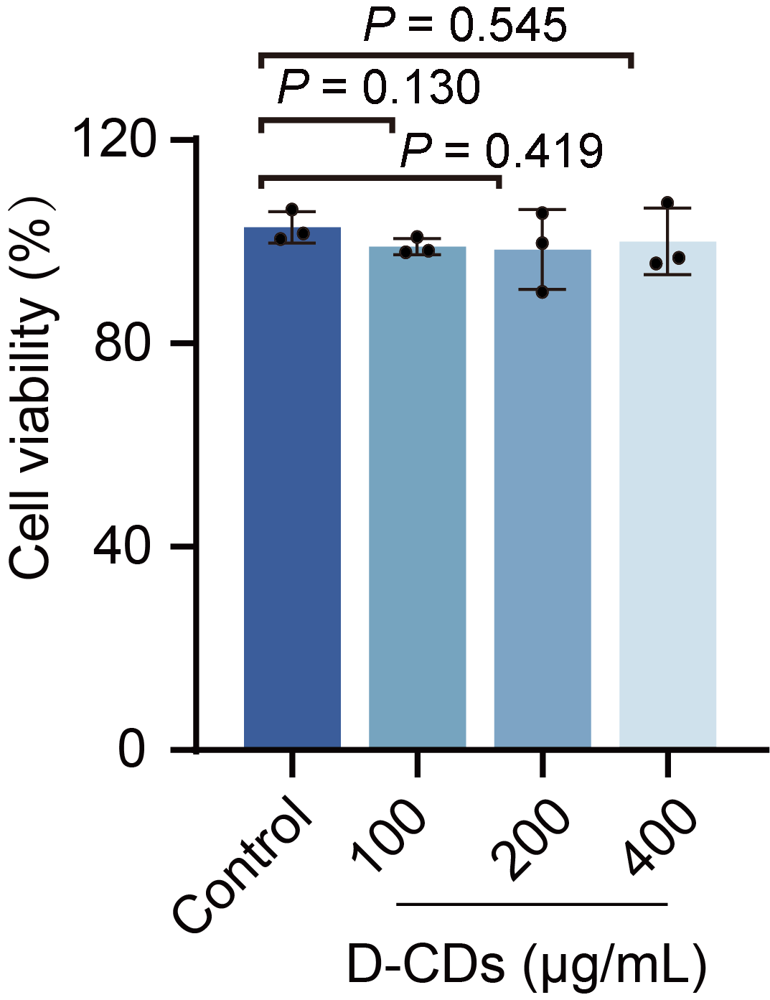 P = 0.545
P = 0.130
P = 0.419
Cell viability (%)
120
80
40
0
Control
100
200
400
D-CDs (μg/mL)